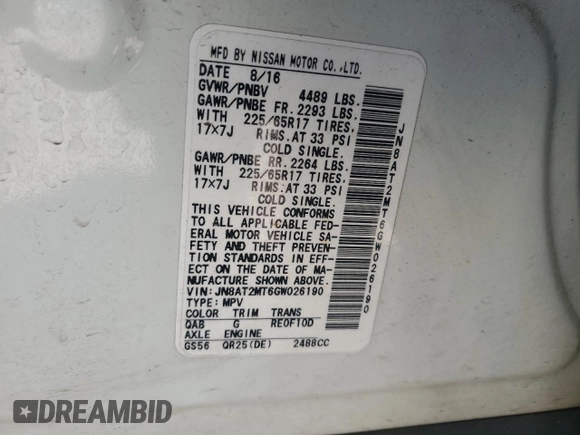 MFD BY NISSAN MOTOR CO.,LTD.
DATE 8/16
GVWR/PNBV 4489 LBS.
GAWR/PNBE FR. 2293 LBS.
WITH 225/65R17 TIRES.
17×7J RIMS.AT 33 PSI
COLD SINGLE.
GAWR/PNBE RR. 2264 LBS.
WITH 225/65R17 TIRES.
17×7J RIMS.AT 33 PSI
COLD SINGLE.
THIS VEHICLE CONFORMS
TO ALL APPLICABLE FED-
ERAL MOTOR VEHICLE SA-
FETY AND THEFT PREVEN-
TION STANDARDS IN EFF-
ECT ON THE DATE OF MA-
NUFACTURE SHOWN ABOVE.
VIN: JN8AT2MT6GW026190
TYPE: MPV
COLOR TRIM TRANS
QAB G RE0F10D
AXLE ENGINE
GS56 QR25(DE) 2488CC
JN8AT2MT6GW026190
DREAMBID